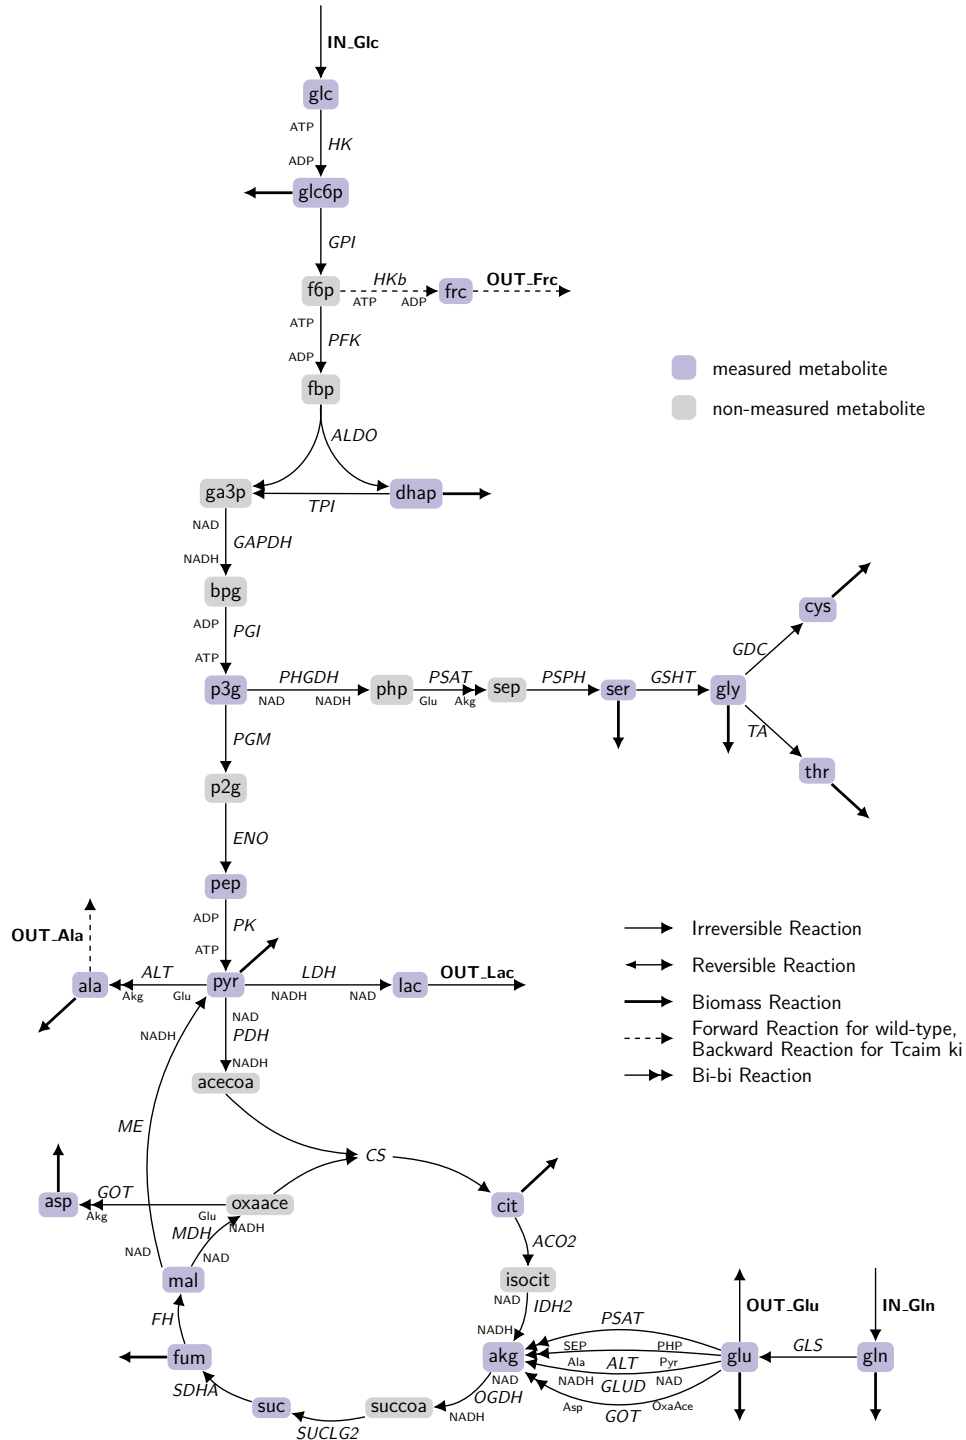 IN_Glc
glc
ATP
HK
ADP
glc6p
GPI
f6p
HKb
ATP ADP
frc
OUT_Frc
ATP
PFK
ADP
fbp
measured metabolite
non-measured metabolite
ALDO
ga3p
dhap
TPI
NAD
GAPDH
NADH
bpg
cys
ADP
PGI
ATP
GDC
p3g
PHGDH
NAD NADH
php
PSAT
Glu Akg
sep
PSPH
ser
GSHT
gly
TA
thr
PGM
p2g
ENO
pep
ADP
PK
ATP
OUT_Ala
ala
ALT
Akg Glu
pyr
LDH
NADH NAD
lac
OUT_Lac
Irreversible Reaction
Reversible Reaction
Biomass Reaction
Forward Reaction for wild-type,
Backward Reaction for Tcaim ki
Bi-bi Reaction
NADH
NAD
PDH
NADH
acecoa
ME
CS
asp
GOT
Akg Glu
oxaace
NADH
MDH
NAD NAD
mal
cit
ACO2
isocit
NAD
IDH2
NADH
FH
fum
akg
PSAT
SEP PHP
Ala ALT Pyr
NADH GLUD NAD
Asp GOT OxaAce
glu
OUT_Glu
IN_Gln
GLS
gln
NAD
OGDH
NADH
SDHA
suc
succoa
SUCLG2